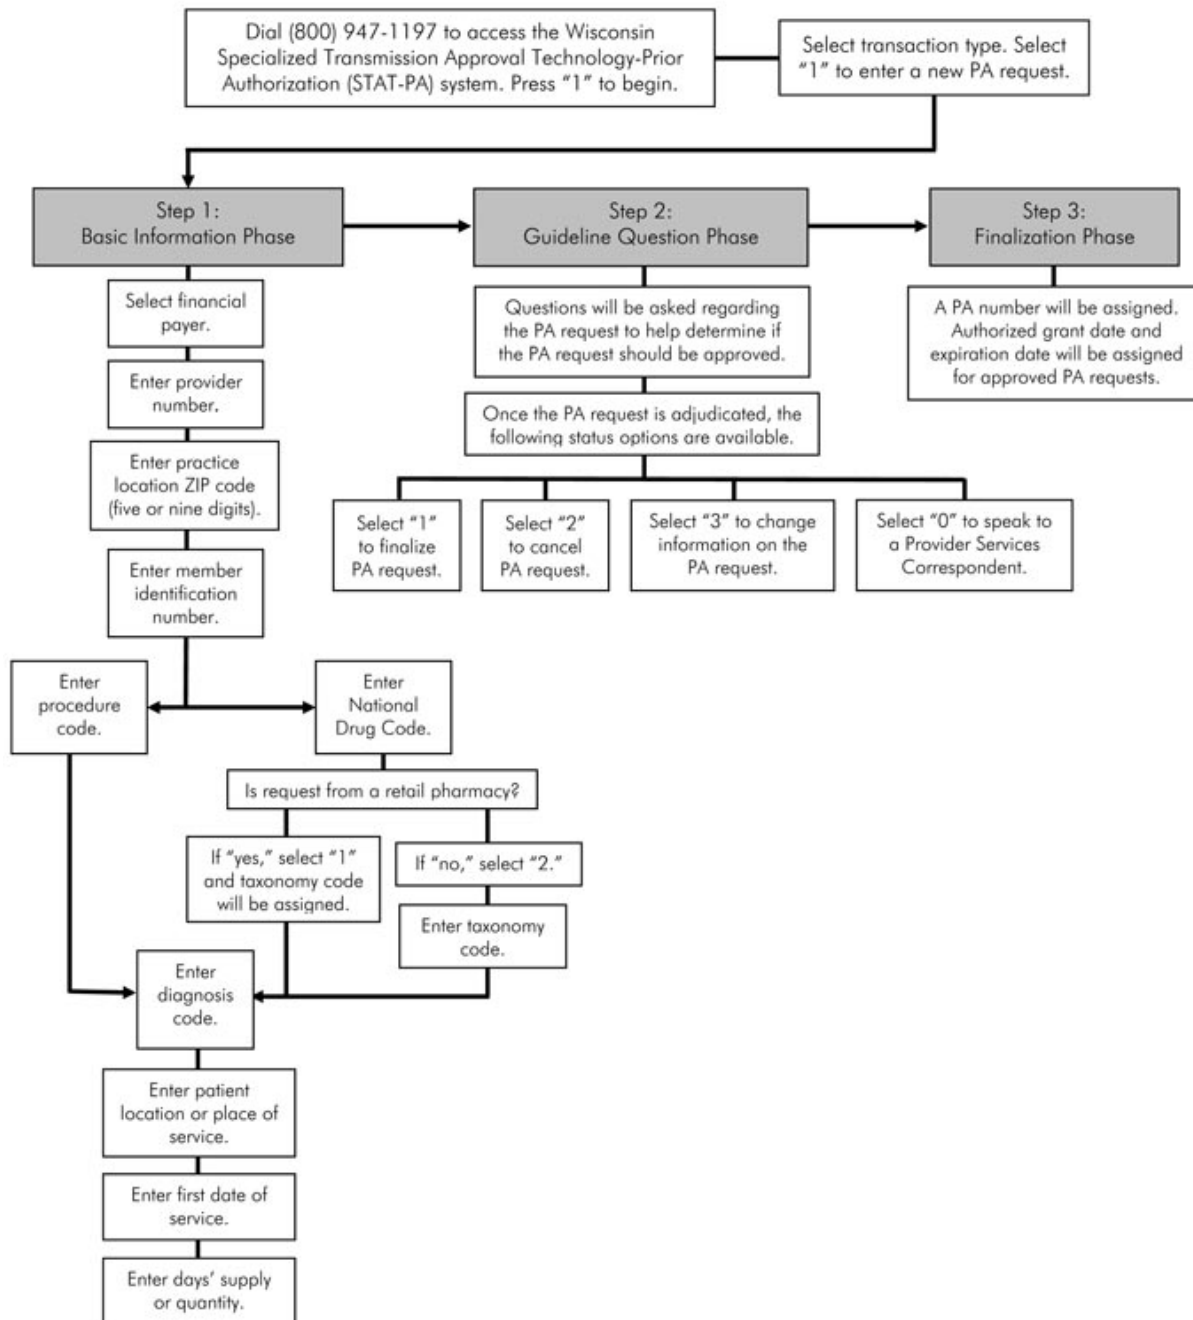 Dial (800) 947-1197 to access the Wisconsin
Specialized Transmission Approval Technology-Prior
Authorization (STAT-PA) system. Press “1” to begin.
Select transaction type. Select
“1” to enter a new PA request.
Step 1:
Basic Information Phase
Step 2:
Guideline Question Phase
Step 3:
Finalization Phase
Select financial
payer.
Enter provider
number.
Enter practice
location ZIP code
(five or nine digits).
Enter member
identification
number.
Questions will be asked regarding
the PA request to help determine if
the PA request should be approved.
Once the PA request is adjudicated, the
following status options are available.
Select “1”
to finalize
PA request.
Select “2”
to cancel
PA request.
Select “3” to change
information on the
PA request.
Select “0” to speak to
a Provider Services
Correspondent.
A PA number will be assigned.
Authorized grant date and
expiration date will be assigned
for approved PA requests.
Enter
procedure
code.
Enter
National
Drug Code.
Is request from a retail pharmacy?
If “yes,” select “1”
and taxonomy code
will be assigned.
If “no,” select “2.”
Enter taxonomy
code.
Enter
diagnosis
code.
Enter patient
location or place of
service.
Enter first date of
service.
Enter days’ supply
or quantity.